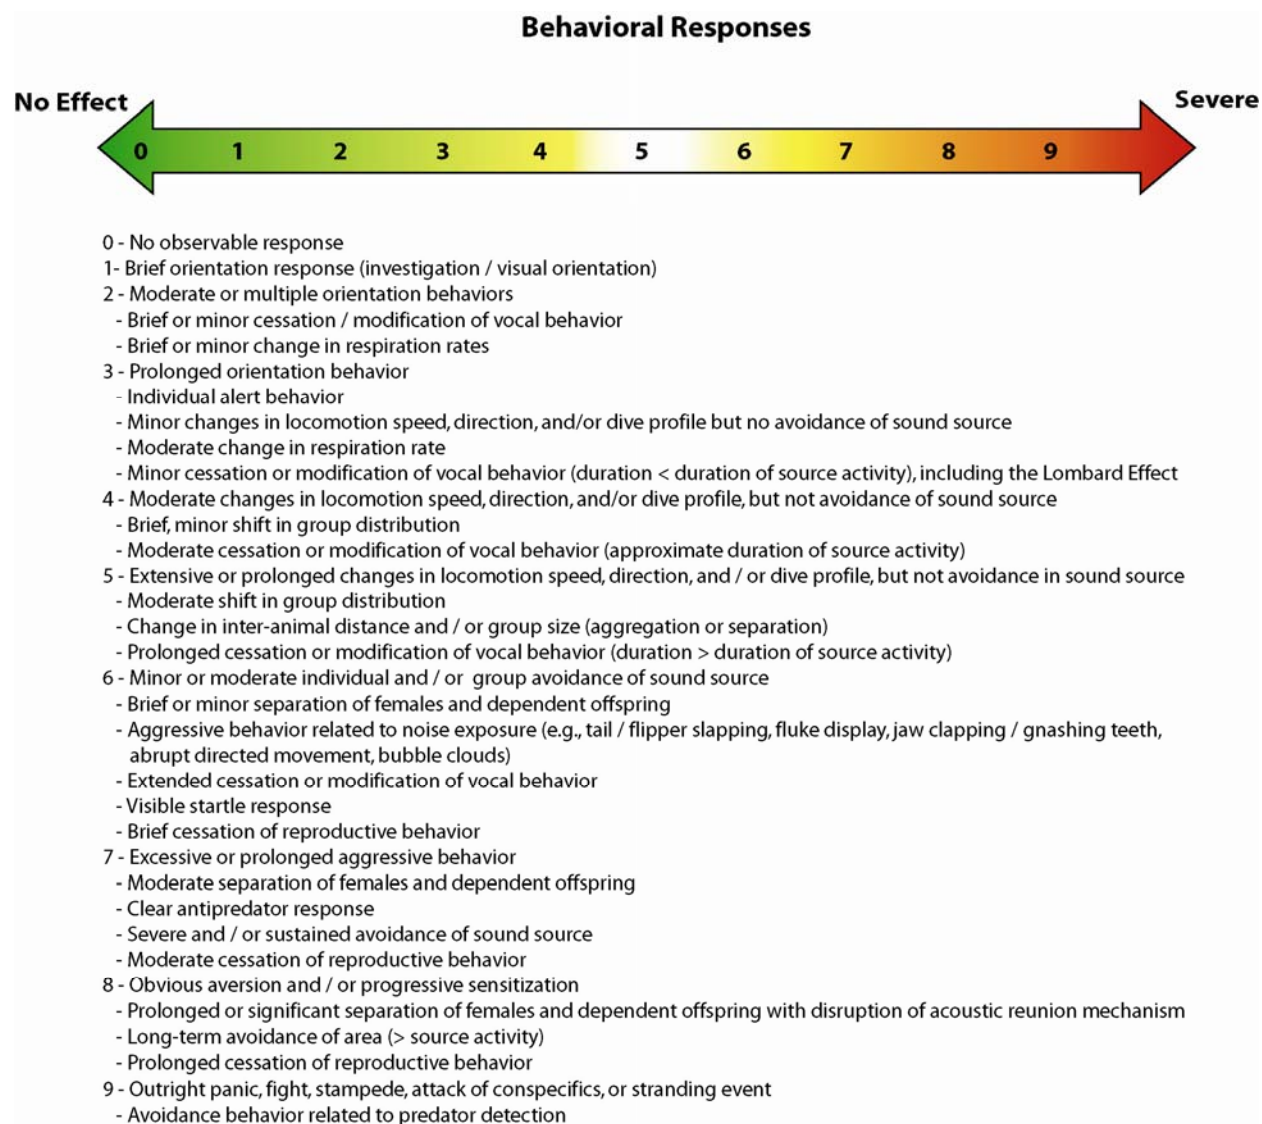 Behavioral Responses
No Effect
Severe
0 1 2 3 4 5 6 7 8 9
0 - No observable response
1- Brief orientation response (investigation / visual orientation)
2 - Moderate or multiple orientation behaviors
- Brief or minor cessation / modification of vocal behavior
- Brief or minor change in respiration rates
3 - Prolonged orientation behavior
- Individual alert behavior
- Minor changes in locomotion speed, direction, and/or dive profile but no avoidance of sound source
- Moderate change in respiration rate
- Minor cessation or modification of vocal behavior (duration < duration of source activity), including the Lombard Effect
4 - Moderate changes in locomotion speed, direction, and/or dive profile, but not avoidance of sound source
- Brief, minor shift in group distribution
- Moderate cessation or modification of vocal behavior (approximate duration of source activity)
5 - Extensive or prolonged changes in locomotion speed, direction, and / or dive profile, but not avoidance in sound source
- Moderate shift in group distribution
- Change in inter-animal distance and / or group size (aggregation or separation)
- Prolonged cessation or modification of vocal behavior (duration > duration of source activity)
6 - Minor or moderate individual and / or group avoidance of sound source
- Brief or minor separation of females and dependent offspring
- Aggressive behavior related to noise exposure (e.g., tail / flipper slapping, fluke display, jaw clapping / gnashing teeth,
abrupt directed movement, bubble clouds)
- Extended cessation or modification of vocal behavior
- Visible startle response
- Brief cessation of reproductive behavior
7 - Excessive or prolonged aggressive behavior
- Moderate separation of females and dependent offspring
- Clear antipredator response
- Severe and / or sustained avoidance of sound source
- Moderate cessation of reproductive behavior
8 - Obvious aversion and / or progressive sensitization
- Prolonged or significant separation of females and dependent offspring with disruption of acoustic reunion mechanism
- Long-term avoidance of area (> source activity)
- Prolonged cessation of reproductive behavior
9 - Outright panic, fight, stampede, attack of conspecifics, or stranding event
- Avoidance behavior related to predator detection